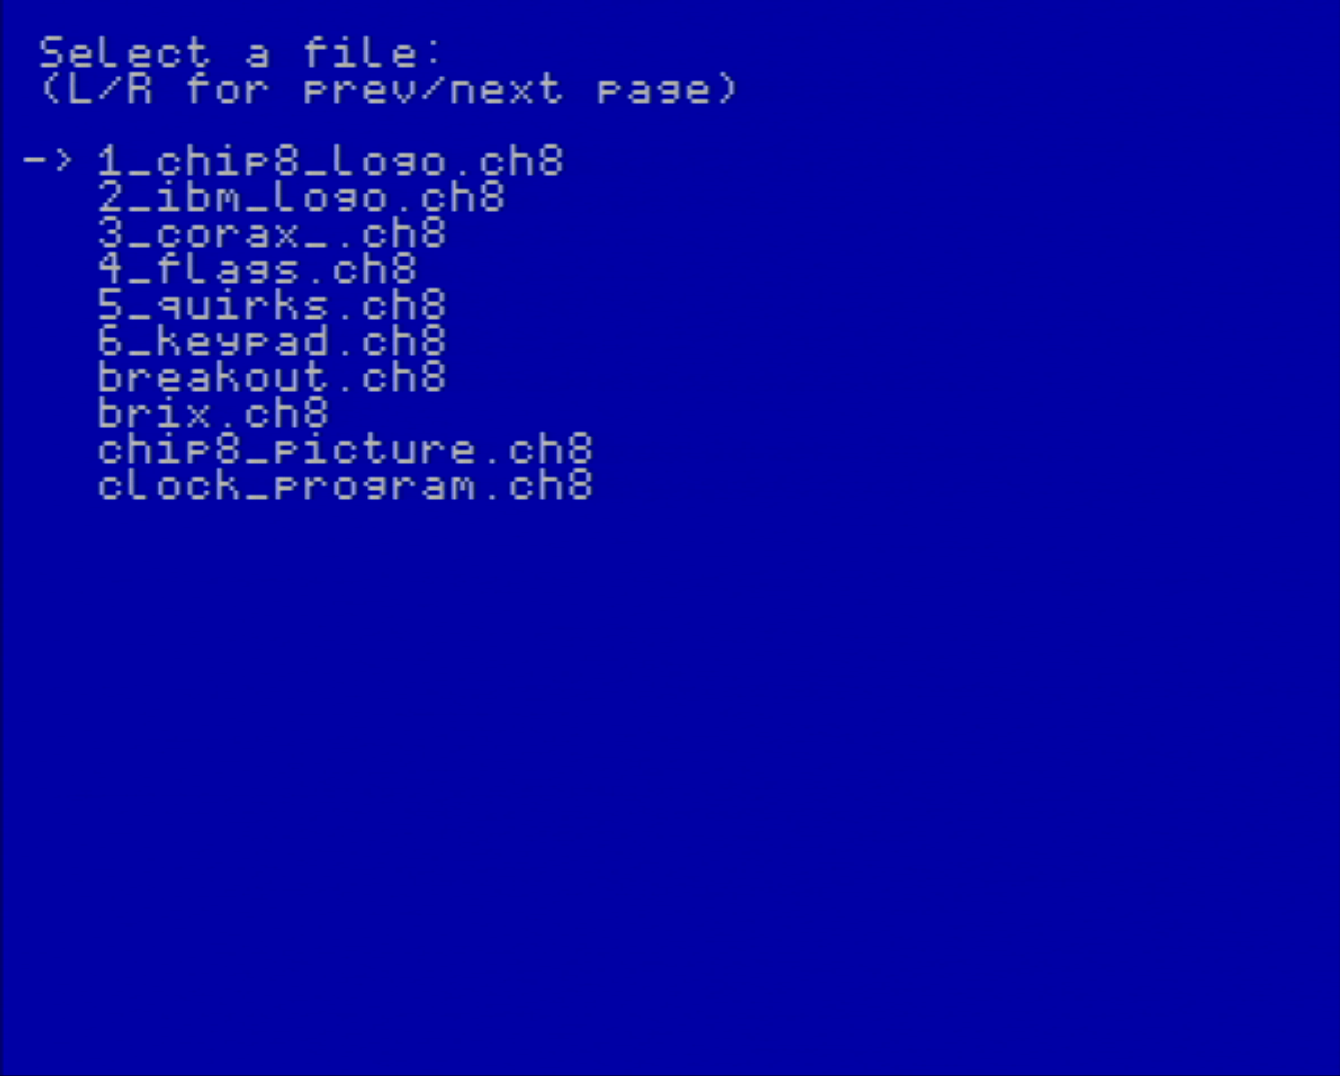 Select a file:
(L/R for prev/next page)
-> 1_chip8_logo.ch8
2_ibm_logo.ch8
3_corax_.ch8
4_flags.ch8
5_quirks.ch8
6_keypad.ch8
breakout.ch8
brix.ch8
chip8_picture.ch8
clock_program.ch8